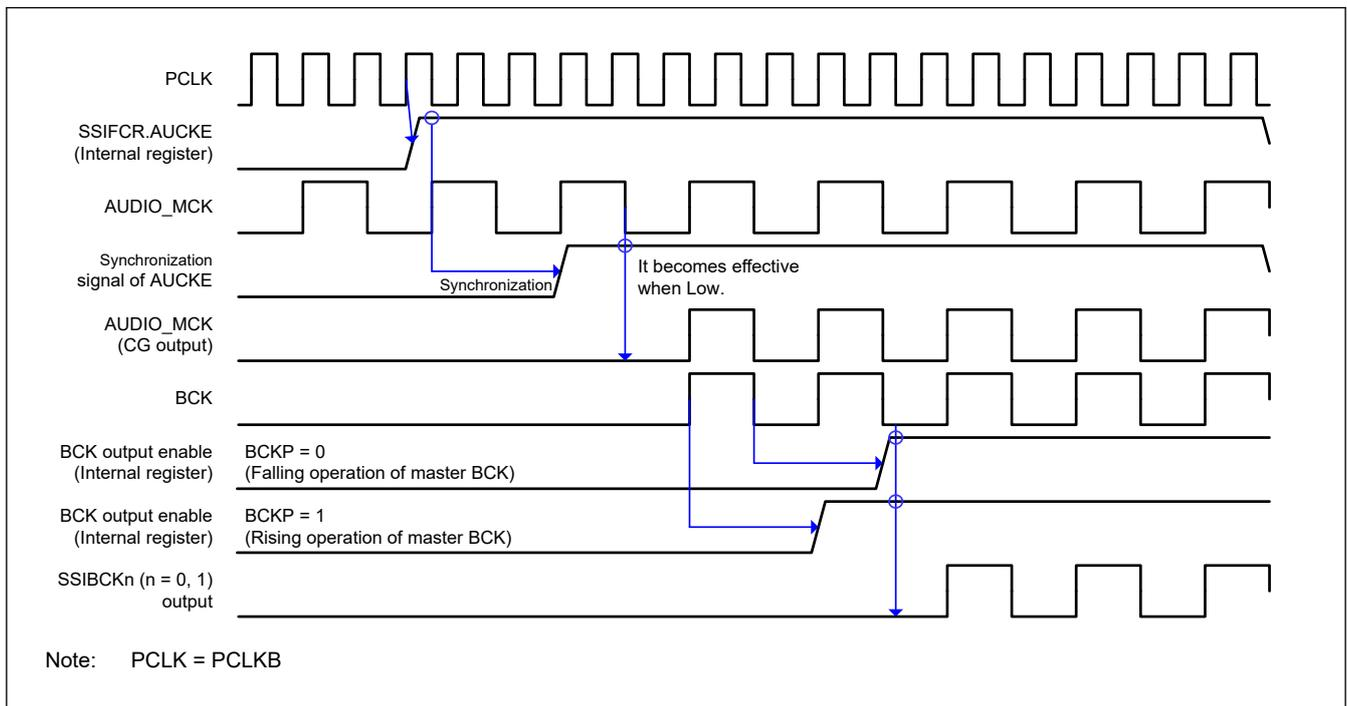 PCLK
SSIFCR.AUCKE
(Internal register)
AUDIO_MCK
Synchronization
signal of AUCKE
Synchronization
It becomes effective
when Low.
AUDIO_MCK
(CG output)
BCK
BCK output enable
(Internal register)
BCKP = 0
(Falling operation of master BCK)
BCK output enable
(Internal register)
BCKP = 1
(Rising operation of master BCK)
SSIBCKn (n = 0, 1)
output
Note: PCLK = PCLKB